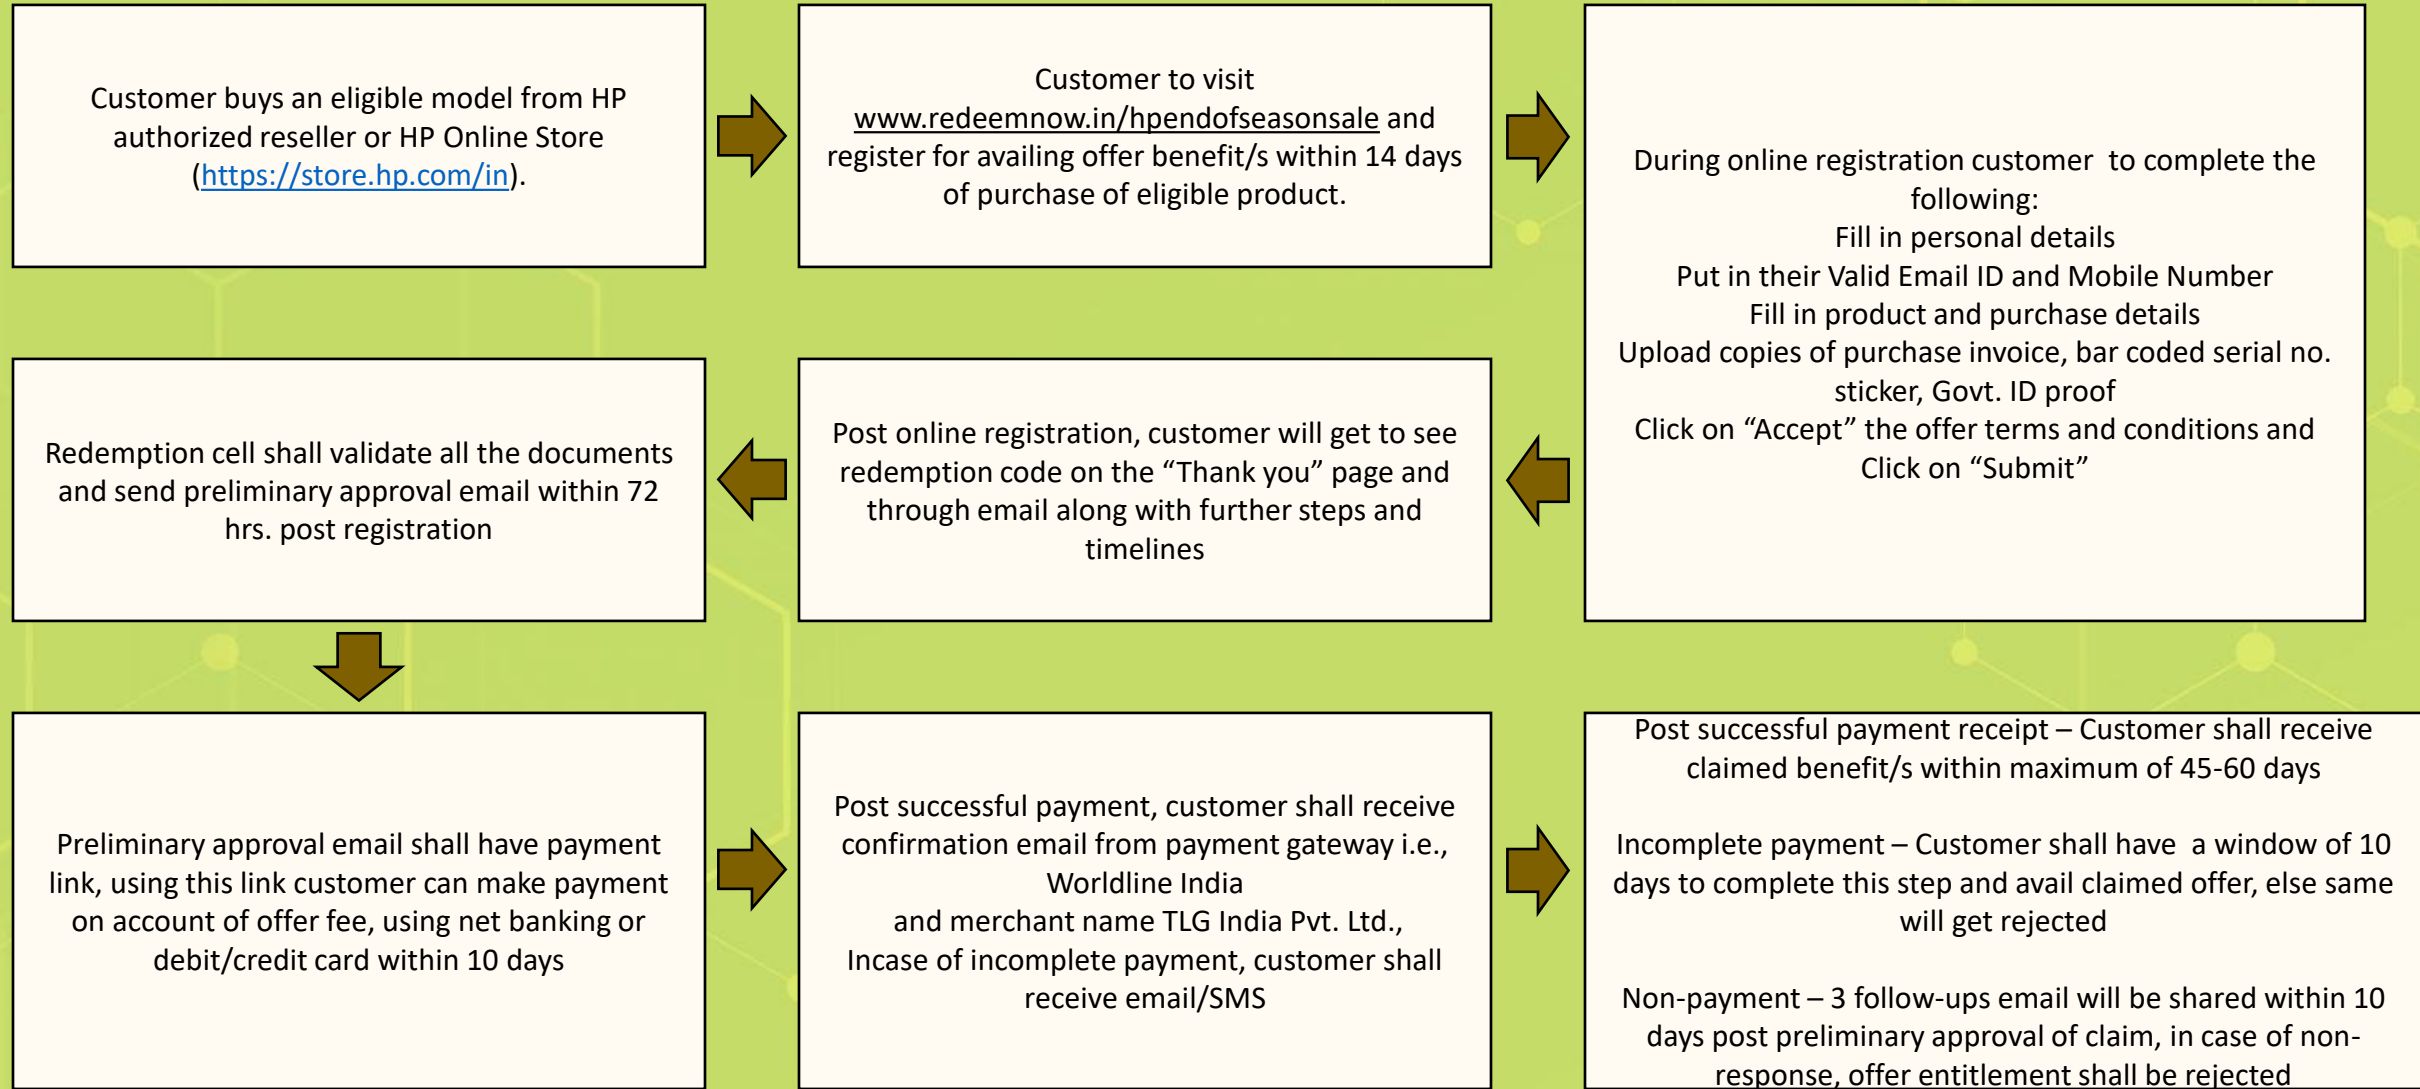 Customer buys an eligible model from HP
authorized reseller or HP Online Store
(https://store.hp.com/in).
Customer to visit
www.redeemnow.in/hpendofseasonsale and
register for availing offer benefit/s within 14 days
of purchase of eligible product.
During online registration customer  to complete the
following:
Fill in personal details
Put in their Valid Email ID and Mobile Number
Fill in product and purchase details
Upload copies of purchase invoice, bar coded serial no.
sticker, Govt. ID proof
Click on “Accept” the offer terms and conditions and
Click on “Submit”
Post online registration, customer will get to see
redemption code on the “Thank you” page and
through email along with further steps and
timelines
Redemption cell shall validate all the documents
and send preliminary approval email within 72
hrs. post registration
Preliminary approval email shall have payment
link, using this link customer can make payment
on account of offer fee, using net banking or
debit/credit card within 10 days
Post successful payment, customer shall receive
confirmation email from payment gateway i.e.,
Worldline India
and merchant name TLG India Pvt. Ltd.,
Incase of incomplete payment, customer shall
receive email/SMS
Post successful payment receipt – Customer shall receive
claimed benefit/s within maximum of 45-60 days
Incomplete payment – Customer shall have  a window of 10
days to complete this step and avail claimed offer, else same
will get rejected
Non-payment – 3 follow-ups email will be shared within 10
days post preliminary approval of claim, in case of non-
response, offer entitlement shall be rejected